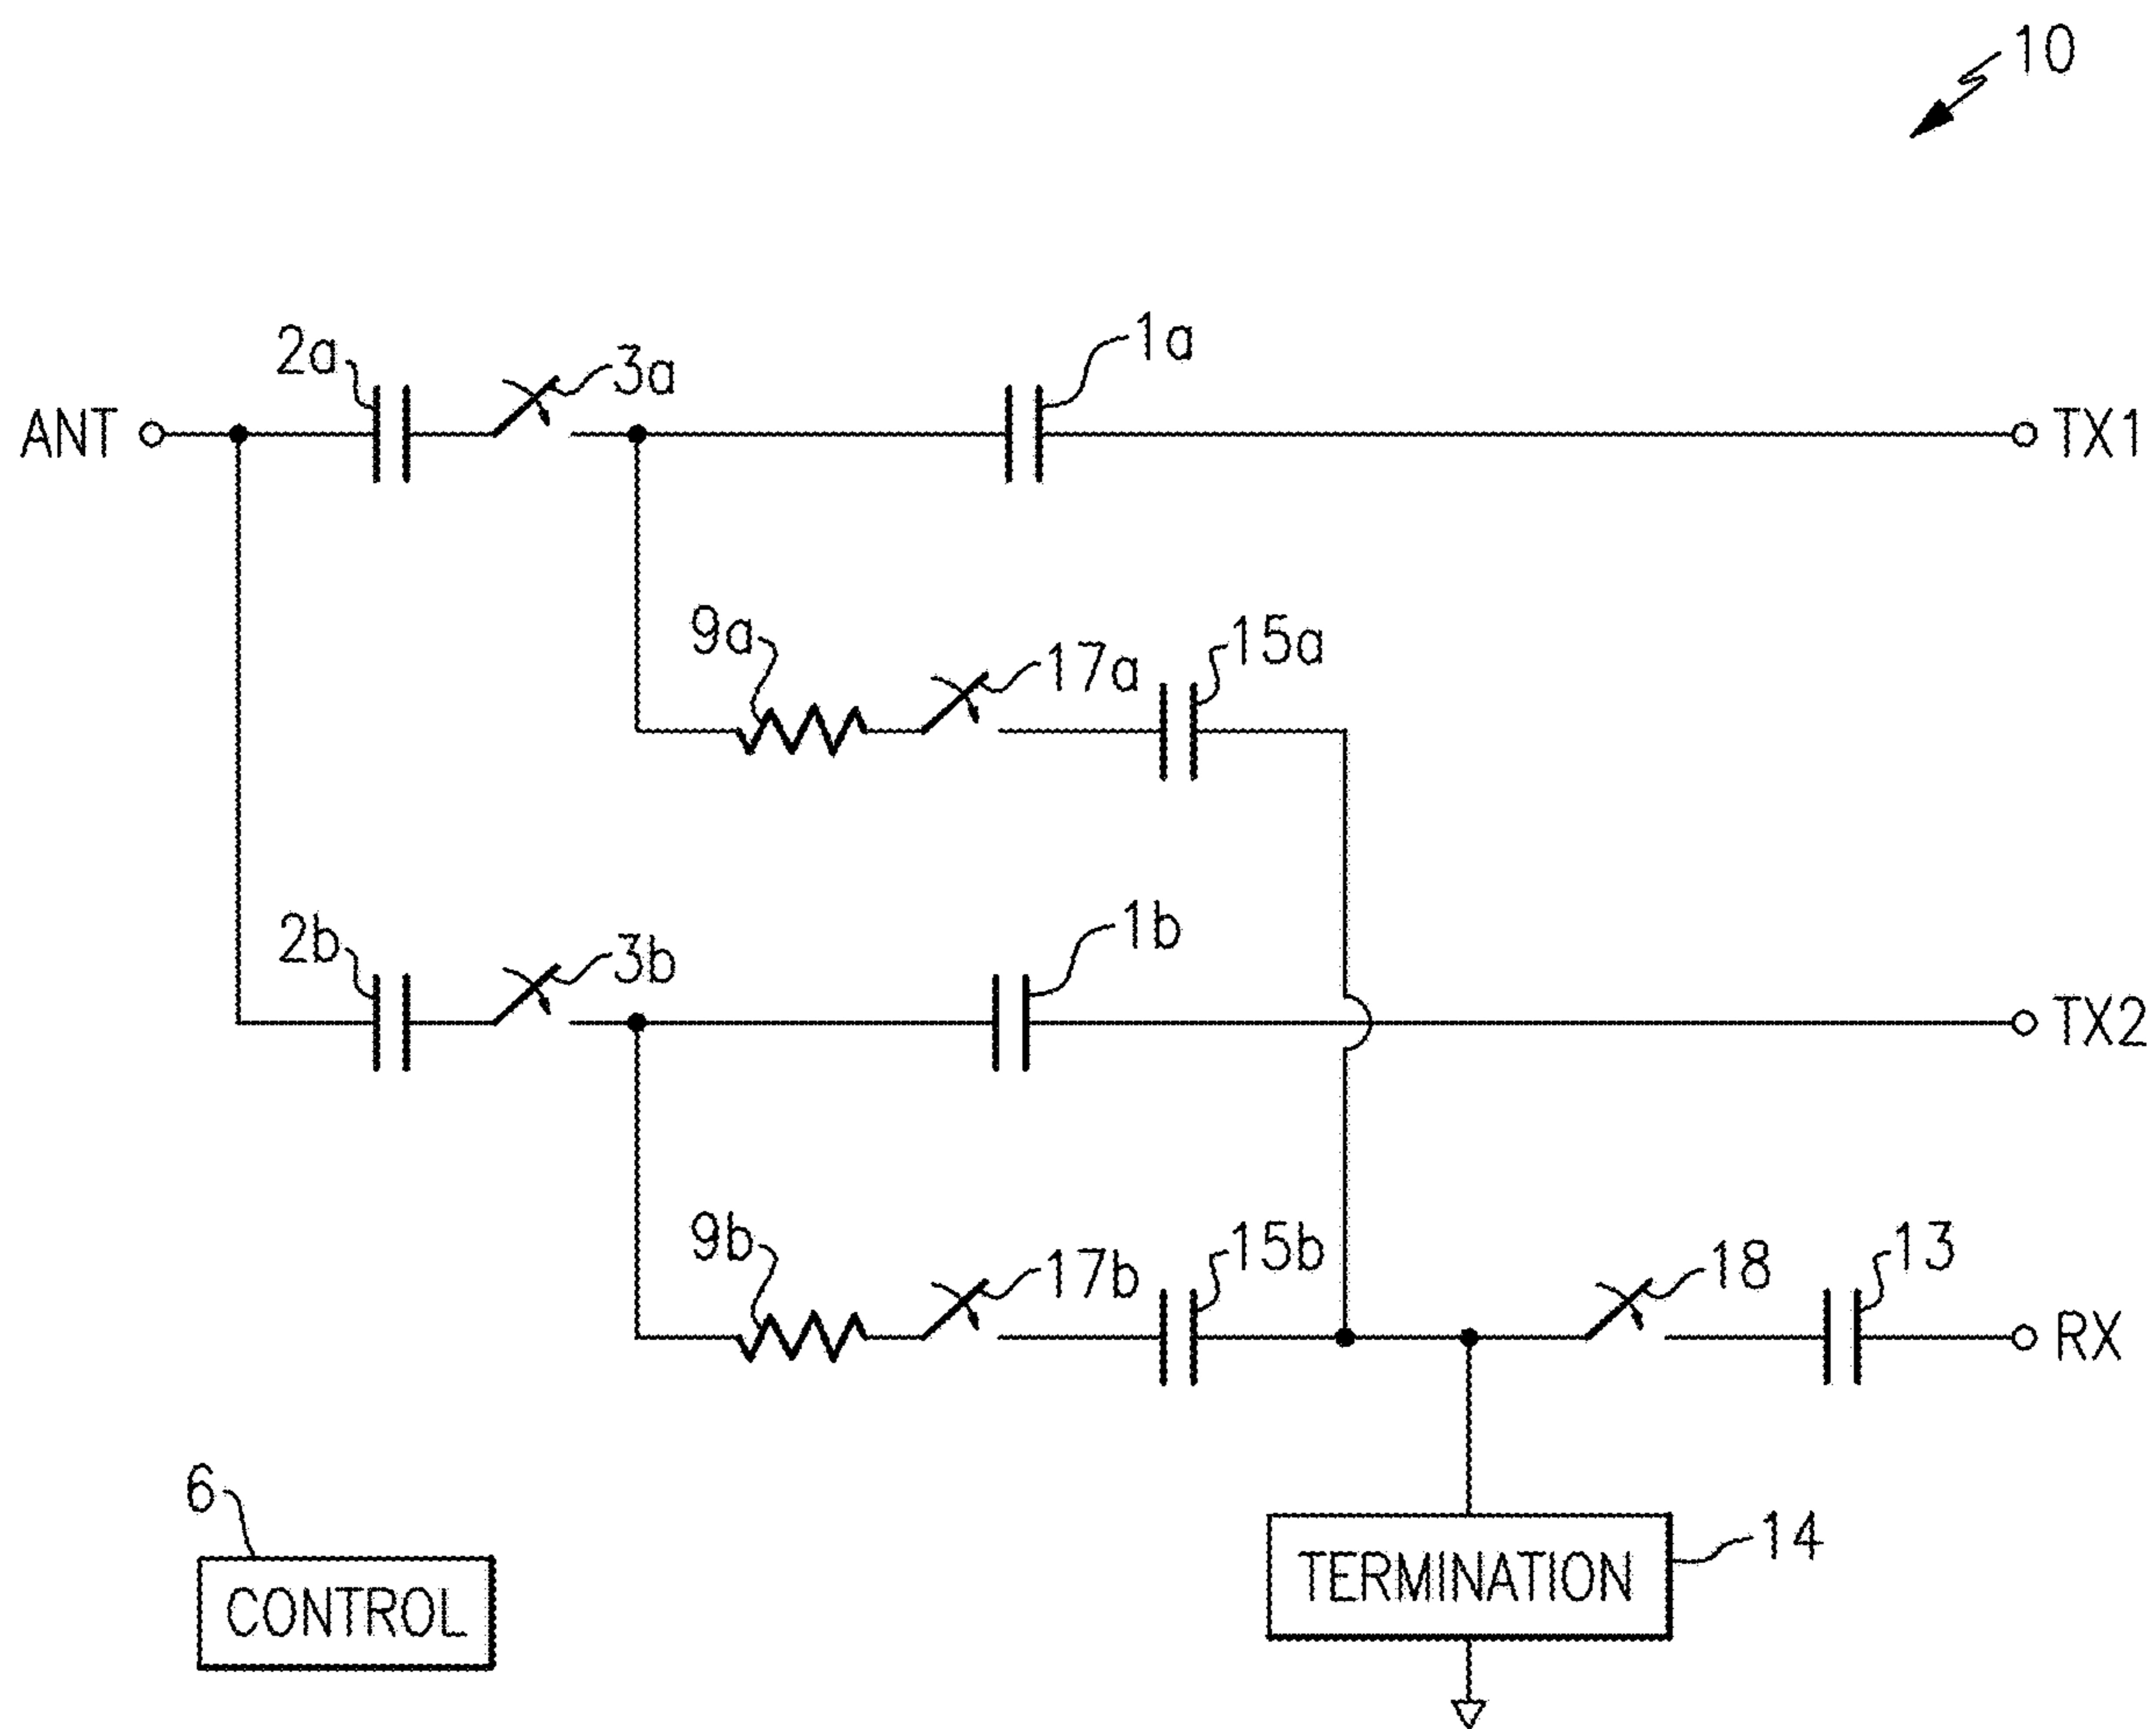 10
2a
3a
1a
ANT
TX1
9a
17a
15a
2b
3b
1b
TX2
9b
17b
15b
18
13
RX
6
CONTROL
TERMINATION
14